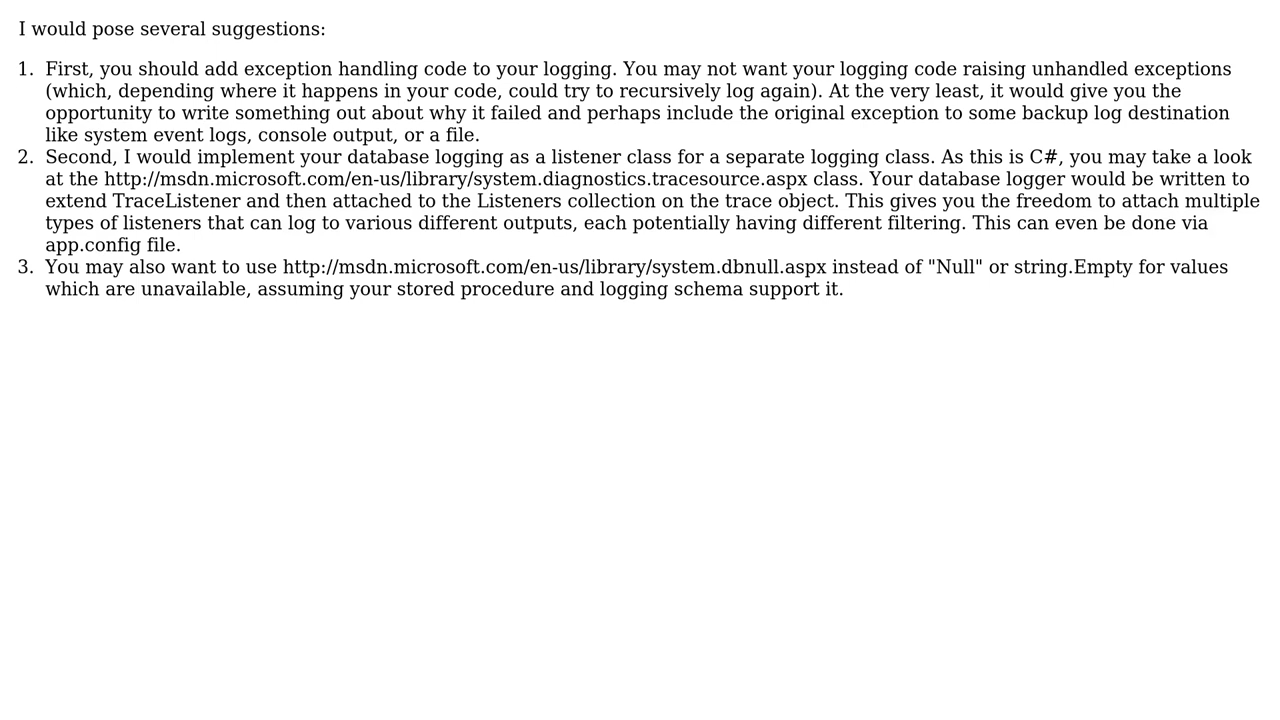 I would pose several suggestions:
1. First, you should add exception handling code to your logging. You may not want your logging code raising unhandled exceptions
(which, depending where it happens in your code, could try to recursively log again). At the very least, it would give you the
opportunity to write something out about why it failed and perhaps include the original exception to some backup log destination
like system event logs, console output, or a file.
2. Second, I would implement your database logging as a listener class for a separate logging class. As this is C#, you may take a look
at the http://msdn.microsoft.com/en-us/library/system.diagnostics.tracesource.aspx class. Your database logger would be written to
extend TraceListener and then attached to the Listeners collection on the trace object. This gives you the freedom to attach multiple
types of listeners that can log to various different outputs, each potentially having different filtering. This can even be done via
app.config file.
3. You may also want to use http://msdn.microsoft.com/en-us/library/system.dbnull.aspx instead of "Null" or string.Empty for values
which are unavailable, assuming your stored procedure and logging schema support it.